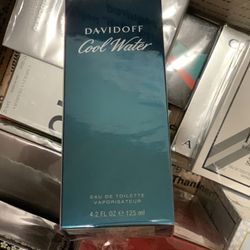 DAVIDOFF
Cool Water
EAU DE TOILETTE
VAPORISATEUR
4.2 FL OZ ℮ 125 ml